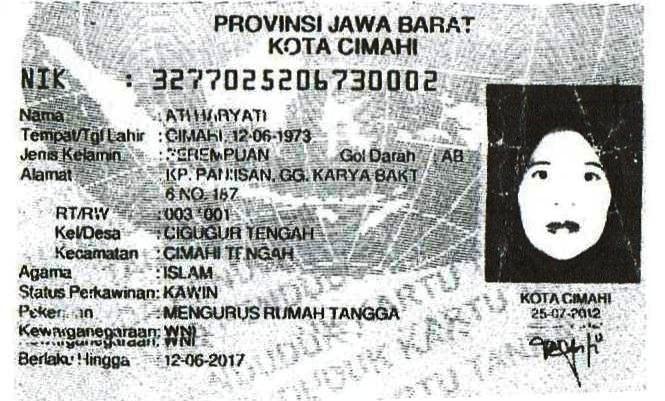 PROVINSI JAWA BARAT
KOTA CIMAHI
NIK : 3277025206730002
Nama : ATI HARYATI
Tempat/Tgl Lahir : CIMAHI, 12-06-1973
Jenis Kelamin : PEREMPUAN Gol Darah AB
Alamat : KP. GG. KARYA BAKT
6 NO. 187
RT/RW : 003 001
Kel/Desa : CIGUGUR TENGAH
Kecamatan : CIMAHI TENGAH
Agama : ISLAM
Status Perkawinan: KAWIN
Pekerjaan : MENGURUS RUMAH TANGGA
Kewarganegaraan: WNI
Berlaku Hingga 12-06-2017
KOTA CIMAHI
25-07-2012